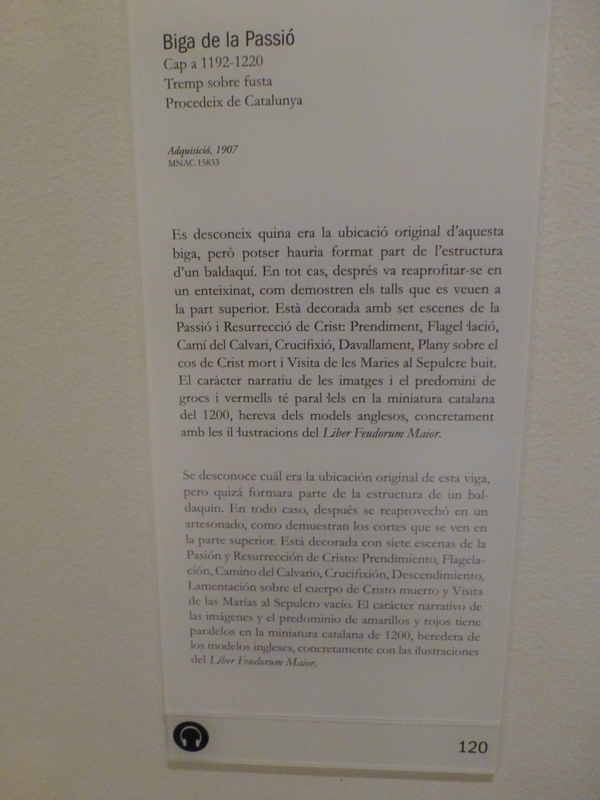 Biga de la Passió
Cap a 1192-1220
Tremp sobre fusta
Procedeix de Catalunya
Adquisició, 1907
MNAC 15833
Es desconeix quina era la ubicació original d'aquesta
biga, però potser hauria format part de l'estructura
d'un baldaquí. En tot cas, després va reaprofitar-se en
un enteixinat, com demostren els talls que es veuen a
la part superior. Està decorada amb set escenes de la
Passió i Resurrecció de Crist: Prendiment, Flagel·lació,
Camí del Calvari, Crucifixió, Davallament, Plany sobre el
cos de Crist mort i Visita de les Maries al Sepulcre buit.
El caràcter narratiu de les imatges i el predomini de
grocs i vermells té paral·lels en la miniatura catalana
del 1200, hereva dels models anglesos, concretament
amb les il·lustracions del Liber Feudorum Maior.
Se desconoce cuál era la ubicación original de esta viga,
pero quizá formara parte de la estructura de un bal-
daquín. En todo caso, después se reaprovechó en un
artesonado, como demuestran los cortes que se ven en
la parte superior. Está decorada con siete escenas de la
Pasión y Resurrección de Cristo: Prendimiento, Flagela-
ción, Camino del Calvario, Crucifixión, Descendimiento,
Lamentación sobre el cuerpo de Cristo muerto y Visita
de las Marías al Sepulcro vacío. El carácter narrativo de
las imágenes y el predominio de amarillos y rojos tiene
paralelos en la miniatura catalana de 1200, heredera de
los modelos ingleses, concretamente con las ilustraciones
del Liber Feudorum Maior.
120